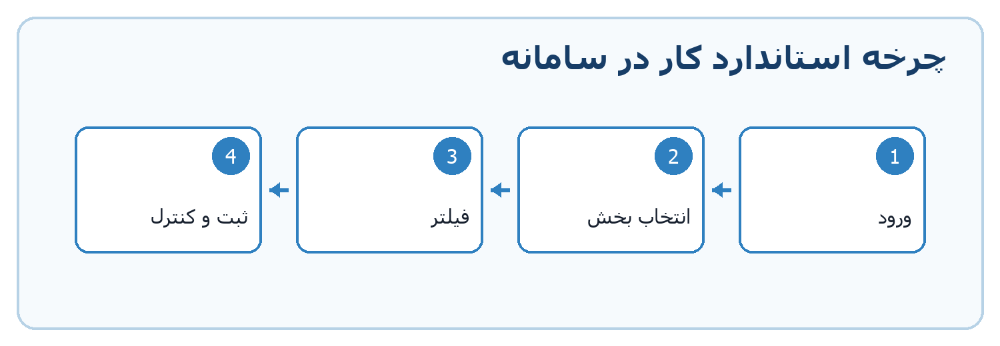 چرخه استاندارد کار در سامانه
1
ورود
2
انتخاب بخش
3
فیلتر
4
ثبت و کنترل